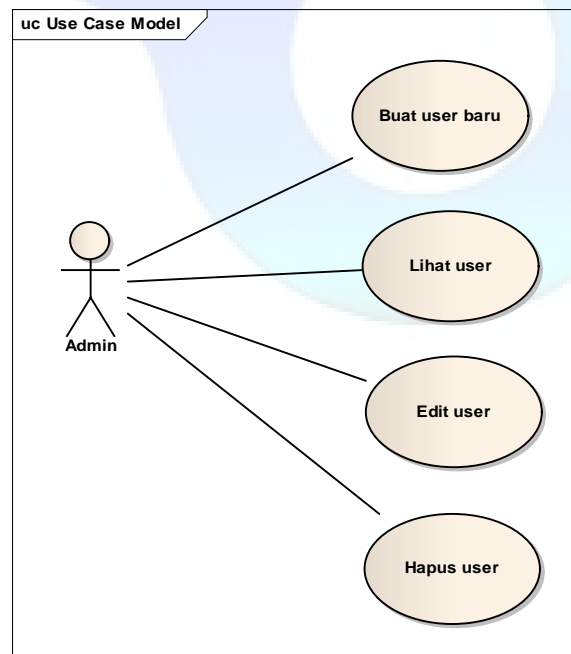 uc Use Case Model
Buat user baru
Lihat user
Admin
Edit user
Hapus user